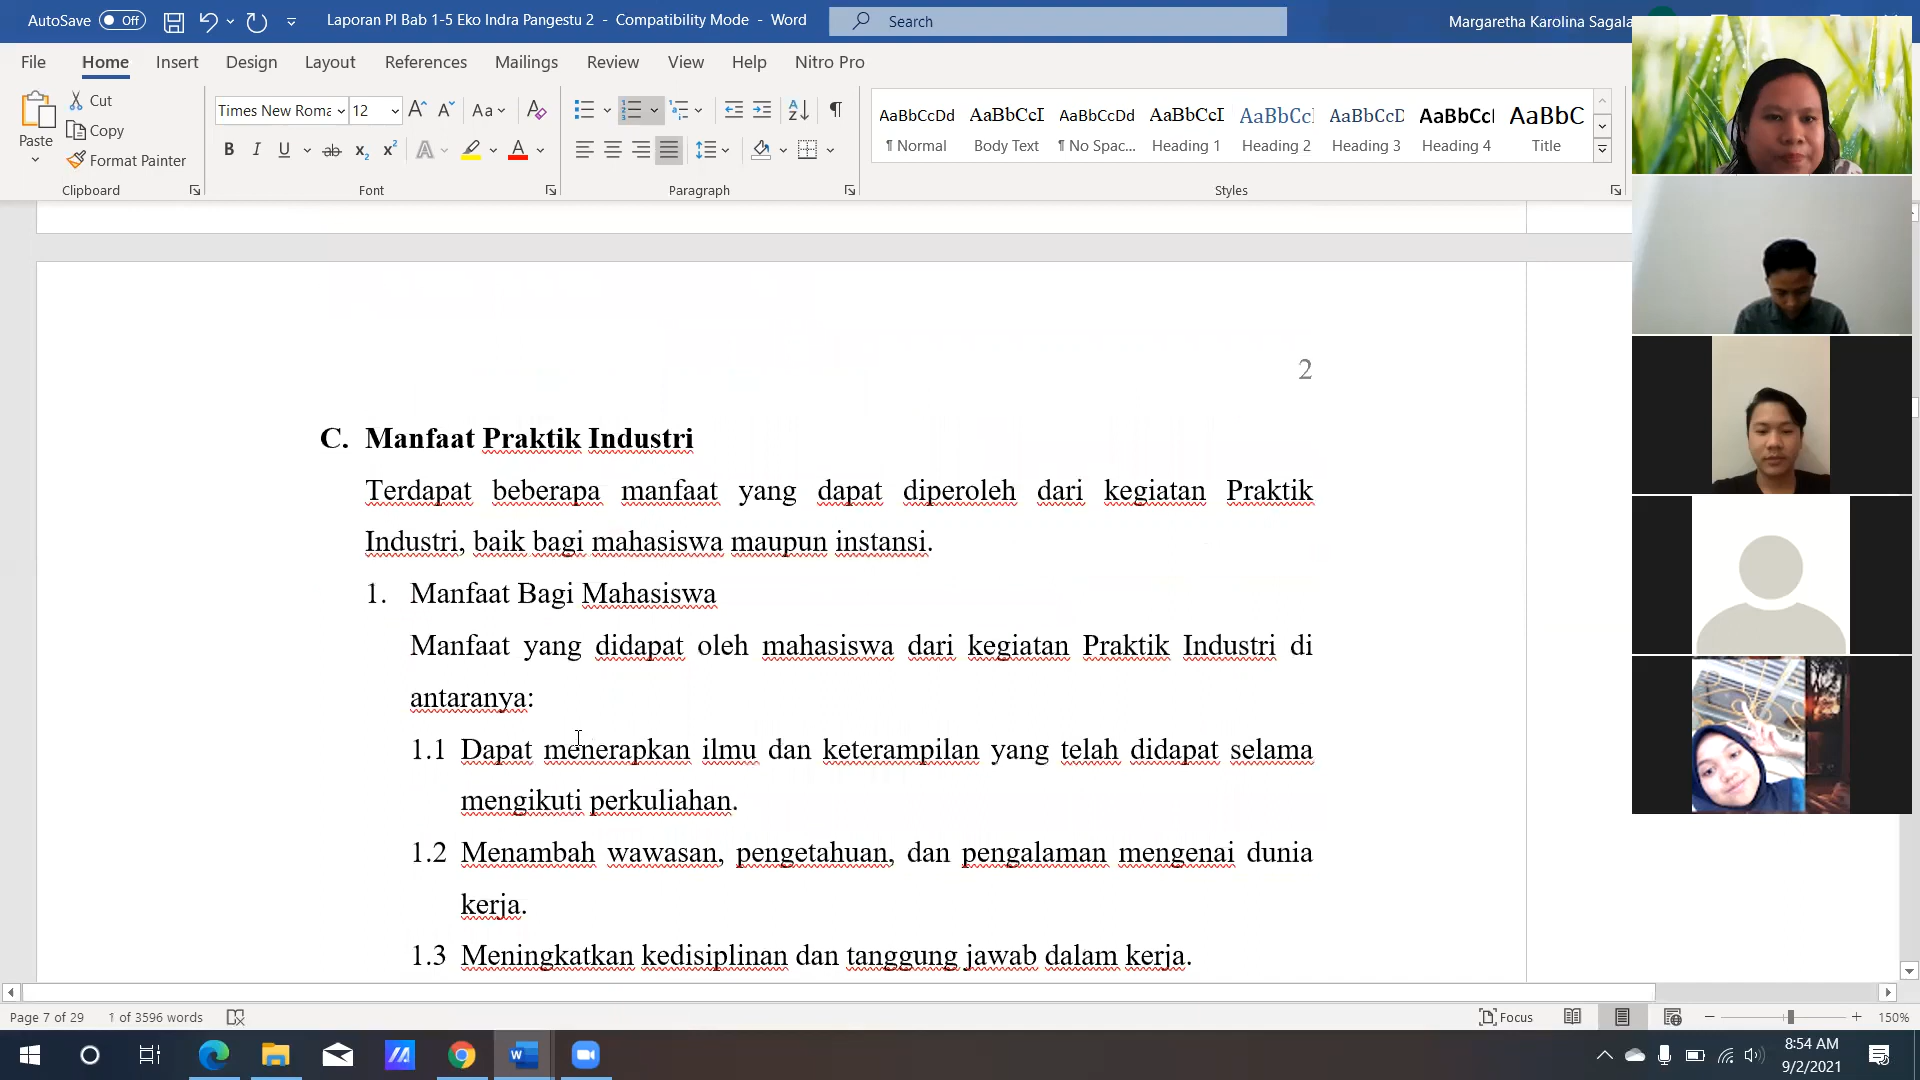 AutoSave Off Laporan PI Bab 1-5 Eko Indra Pangestu 2 - Compatibility Mode - Word Search Margaretha Karolina Sagala
File Home Insert Design Layout References Mailings Review View Help Nitro Pro
Paste Cut Copy Format Painter Clipboard
Times New Roma 12 Font
Paragraph
AaBbCcDd AaBbCcI AaBbCcDd AaBbCcI AaBbCcI AaBbCcD AaBbCcI AaBbC
¶ Normal Body Text ¶ No Spac... Heading 1 Heading 2 Heading 3 Heading 4 Title
Styles
2
C. Manfaat Praktik Industri
Terdapat beberapa manfaat yang dapat diperoleh dari kegiatan Praktik
Industri, baik bagi mahasiswa maupun instansi.
1. Manfaat Bagi Mahasiswa
Manfaat yang didapat oleh mahasiswa dari kegiatan Praktik Industri di
antaranya:
1.1 Dapat menerapkan ilmu dan keterampilan yang telah didapat selama
mengikuti perkuliahan.
1.2 Menambah wawasan, pengetahuan, dan pengalaman mengenai dunia
kerja.
1.3 Meningkatkan kedisiplinan dan tanggung jawab dalam kerja.
Page 7 of 29 1 of 3596 words Focus 150%
8:54 AM
9/2/2021